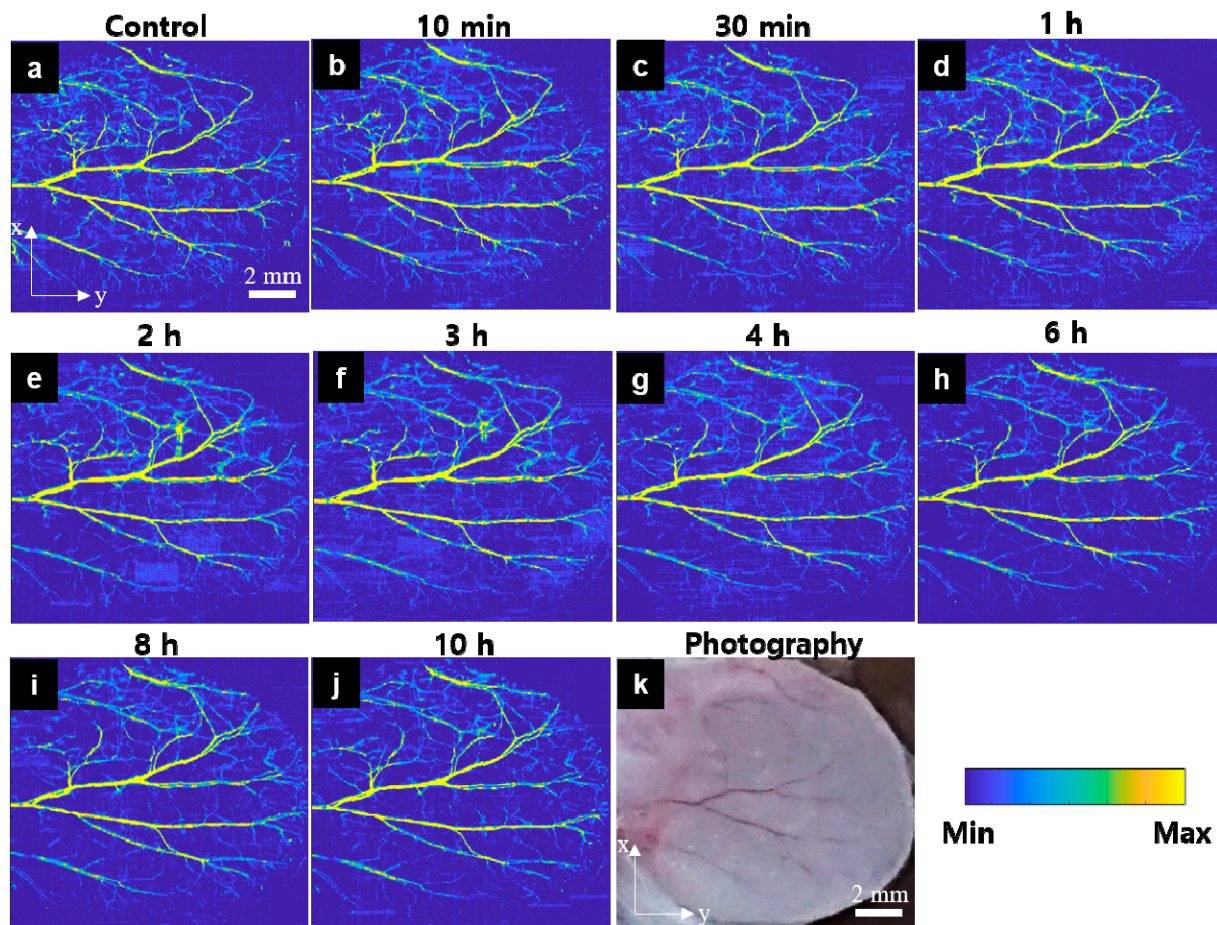 Control 10 min 30 min 1 h
a b c d
x
y 2 mm
2 h 3 h 4 h 6 h
e f g h
8 h 10 h Photography
i j k
Min Max
x
y 2 mm